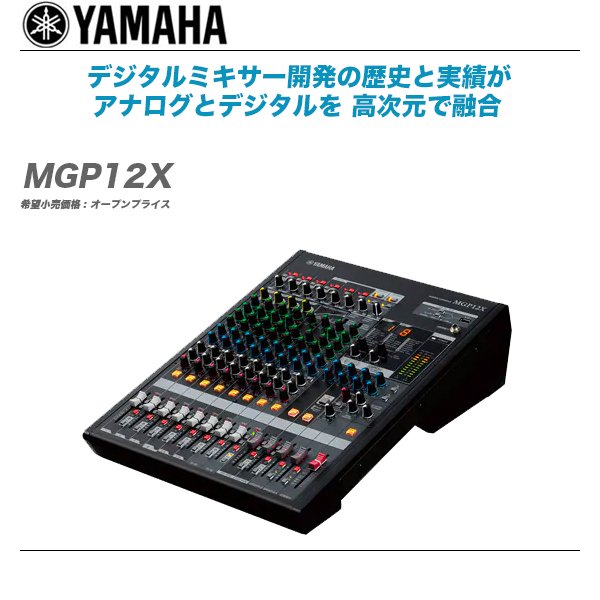 YAMAHA
デジタルミキサー開発の歴史と実績が
アナログとデジタルを 高次元で融合
MGP12X
希望小売価格：オープンプライス
YAMAHA
MGP12X